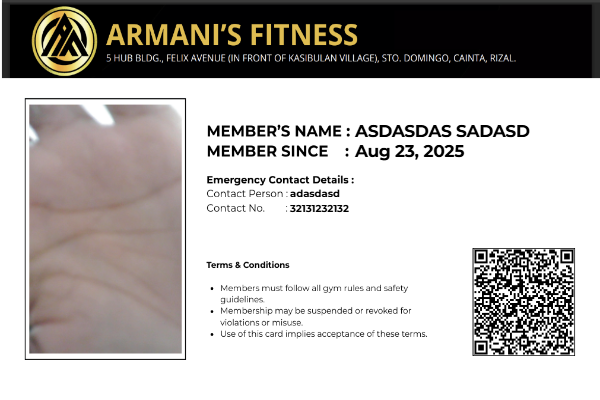 ARMANI'S FITNESS
5 HUB BLDG., FELIX AVENUE (IN FRONT OF KASIBULAN VILLAGE), STO. DOMINGO, CAINTA, RIZAL.
MEMBER'S NAME : ASDASDAS SADASD
MEMBER SINCE : Aug 23, 2025
Emergency Contact Details :
Contact Person : adasdasd
Contact No. : 32131232132
Terms & Conditions
• Members must follow all gym rules and safety
guidelines.
• Membership may be suspended or revoked for
violations or misuse.
• Use of this card implies acceptance of these terms.